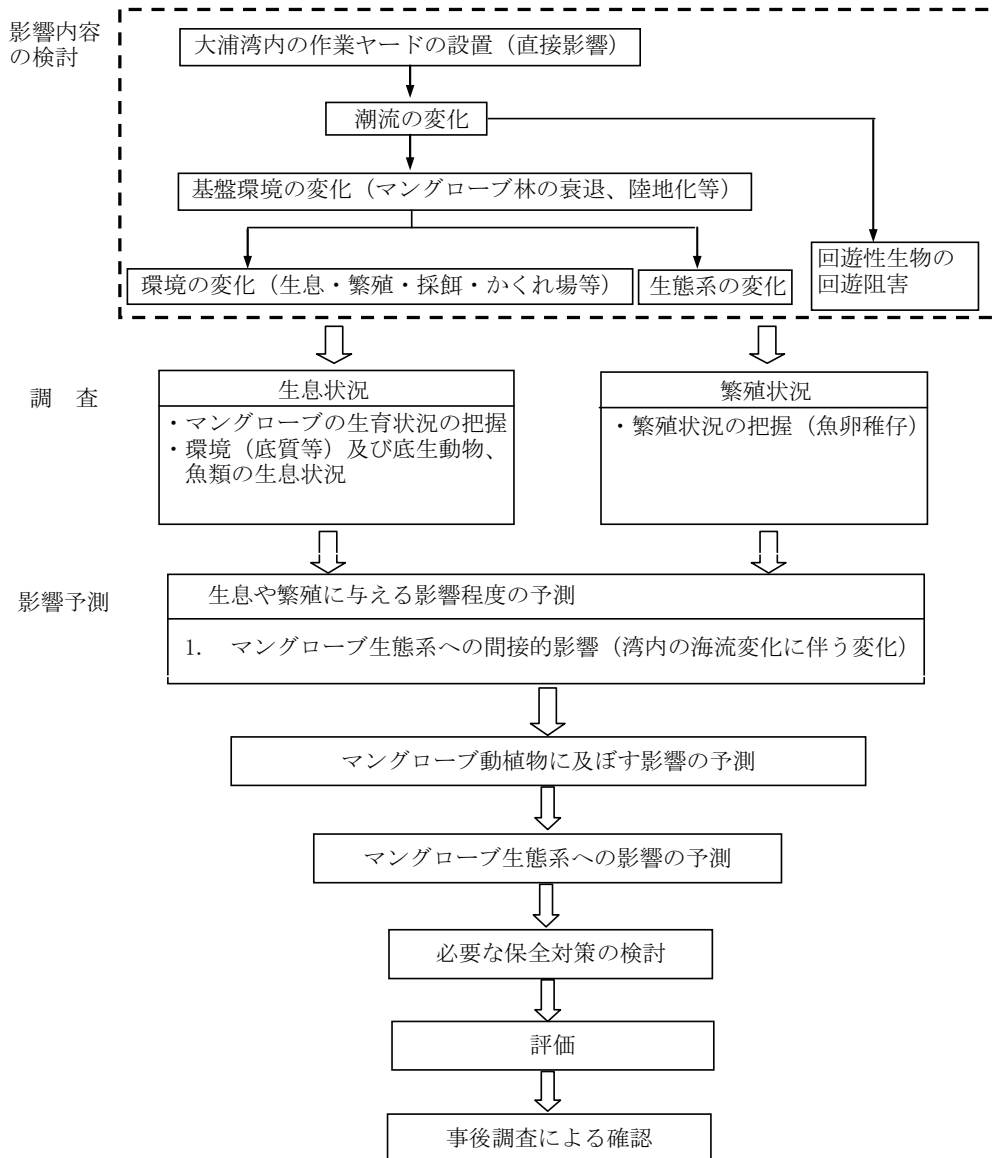 影響内容
の検討
大浦湾内の作業ヤードの設置（直接影響）
潮流の変化
基盤環境の変化（マングローブ林の衰退、陸地化等）
環境の変化（生息・繁殖・採餌・かくれ場等）
生態系の変化
回遊性生物の
回遊阻害
調　査
生息状況
・マングローブの生育状況の把握
・環境（底質等）及び底生動物、
魚類の生息状況
繁殖状況
・繁殖状況の把握（魚卵稚仔）
影響予測
生息や繁殖に与える影響程度の予測
1.　マングローブ生態系への間接的影響（湾内の海流変化に伴う変化）
マングローブ動植物に及ぼす影響の予測
マングローブ生態系への影響の予測
必要な保全対策の検討
評価
事後調査による確認